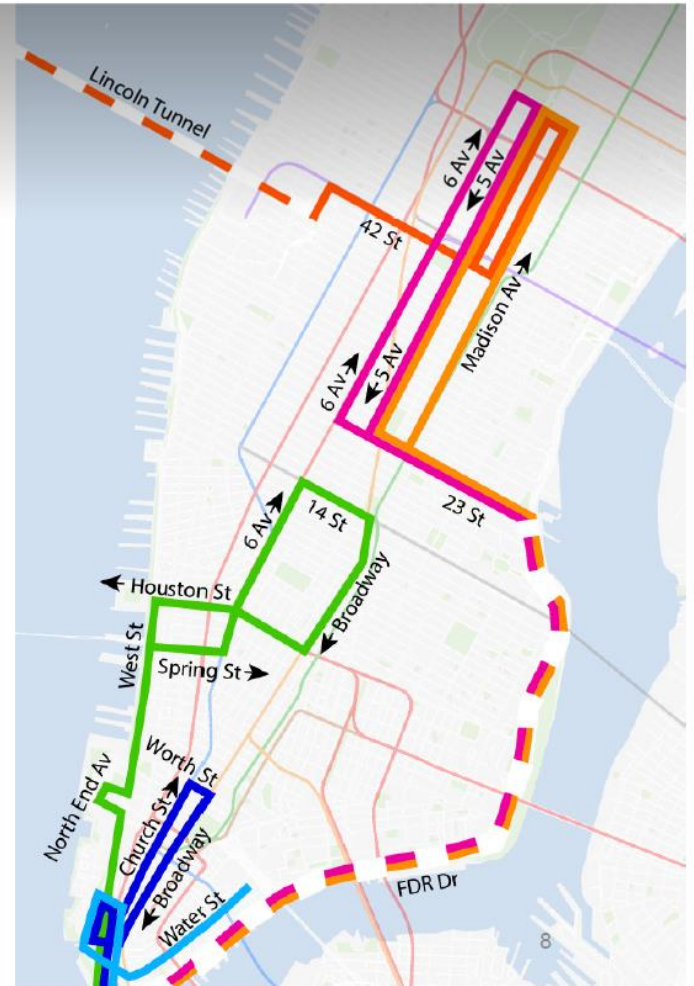 Lincoln Tunnel
6 Av
5 Av
42 St
Madison Av
6 Av
5 Av
23 St
14 St
6 Av
Houston St
Broadway
West St
Spring St
Worth St
North End Av
Church St
Broadway
Water St
FDR Dr
8